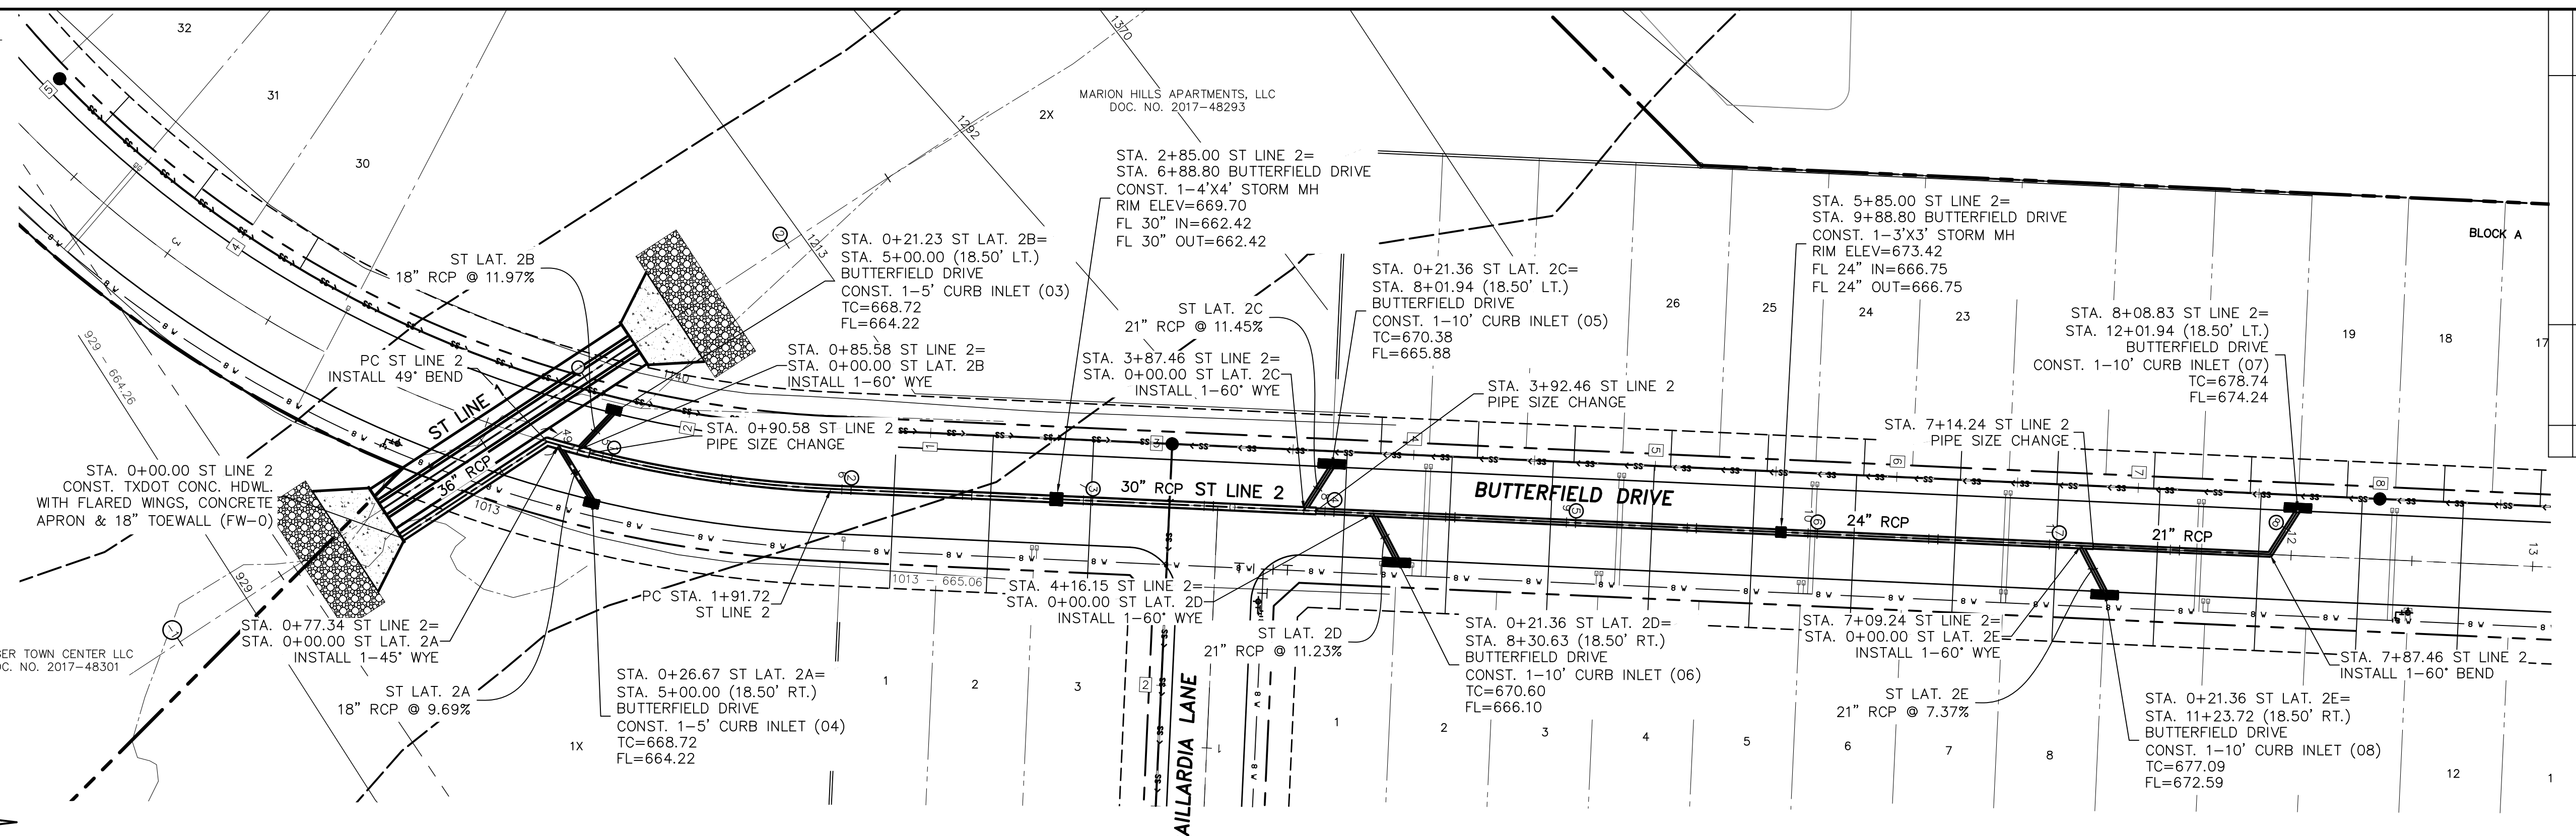 32
31
30
2X
1370
1292
1213
1240
MARION HILLS APARTMENTS, LLC
DOC. NO. 2017-48293
STA. 2+85.00 ST LINE 2=
STA. 6+88.80 BUTTERFIELD DRIVE
CONST. 1-4'X4' STORM MH
RIM ELEV=669.70
FL 30" IN=662.42
FL 30" OUT=662.42
STA. 5+85.00 ST LINE 2=
STA. 9+88.80 BUTTERFIELD DRIVE
CONST. 1-3'X3' STORM MH
RIM ELEV=673.42
FL 24" IN=666.75
FL 24" OUT=666.75
BLOCK A
ST LAT. 2B
18" RCP @ 11.97%
STA. 0+21.23 ST LAT. 2B=
STA. 5+00.00 (18.50' LT.)
BUTTERFIELD DRIVE
CONST. 1-5' CURB INLET (03)
TC=668.72
FL=664.22
STA. 0+21.36 ST LAT. 2C=
STA. 8+01.94 (18.50' LT.)
BUTTERFIELD DRIVE
CONST. 1-10' CURB INLET (05)
TC=670.38
FL=665.88
ST LAT. 2C
21" RCP @ 11.45%
26
25
24
23
19
18
17
STA. 8+08.83 ST LINE 2=
STA. 12+01.94 (18.50' LT.)
BUTTERFIELD DRIVE
CONST. 1-10' CURB INLET (07)
TC=678.74
FL=674.24
929 - 664.26
PC ST LINE 2
INSTALL 49° BEND
STA. 0+85.58 ST LINE 2=
STA. 0+00.00 ST LAT. 2B
INSTALL 1-60° WYE
STA. 3+87.46 ST LINE 2=
STA. 0+00.00 ST LAT. 2C
INSTALL 1-60° WYE
STA. 3+92.46 ST LINE 2
PIPE SIZE CHANGE
STA. 0+90.58 ST LINE 2
PIPE SIZE CHANGE
STA. 7+14.24 ST LINE 2
PIPE SIZE CHANGE
ST LINE 1
36" RCP
30" RCP ST LINE 2
BUTTERFIELD DRIVE
24" RCP
21" RCP
STA. 0+00.00 ST LINE 2
CONST. TXDOT CONC. HDWL.
WITH FLARED WINGS, CONCRETE
APRON & 18" TOEWALL (FW-0)
1013
929
1013 - 665.06
PC STA. 1+91.72
ST LINE 2
STA. 4+16.15 ST LINE 2=
STA. 0+00.00 ST LAT. 2D
INSTALL 1-60° WYE
STA. 0+77.34 ST LINE 2=
STA. 0+00.00 ST LAT. 2A
INSTALL 1-45° WYE
ER TOWN CENTER LLC
OC. NO. 2017-48301
ST LAT. 2D
21" RCP @ 11.23%
STA. 0+21.36 ST LAT. 2D=
STA. 8+30.63 (18.50' RT.)
BUTTERFIELD DRIVE
CONST. 1-10' CURB INLET (06)
TC=670.60
FL=666.10
STA. 7+09.24 ST LINE 2=
STA. 0+00.00 ST LAT. 2E
INSTALL 1-60° WYE
STA. 7+87.46 ST LINE 2
INSTALL 1-60° BEND
ST LAT. 2A
18" RCP @ 9.69%
STA. 0+26.67 ST LAT. 2A=
STA. 5+00.00 (18.50' RT.)
BUTTERFIELD DRIVE
CONST. 1-5' CURB INLET (04)
TC=668.72
FL=664.22
ST LAT. 2E
21" RCP @ 7.37%
STA. 0+21.36 ST LAT. 2E=
STA. 11+23.72 (18.50' RT.)
BUTTERFIELD DRIVE
CONST. 1-10' CURB INLET (08)
TC=677.09
FL=672.59
1X
1
2
3
AILLARDIA LANE
1
2
3
4
5
6
7
8
12